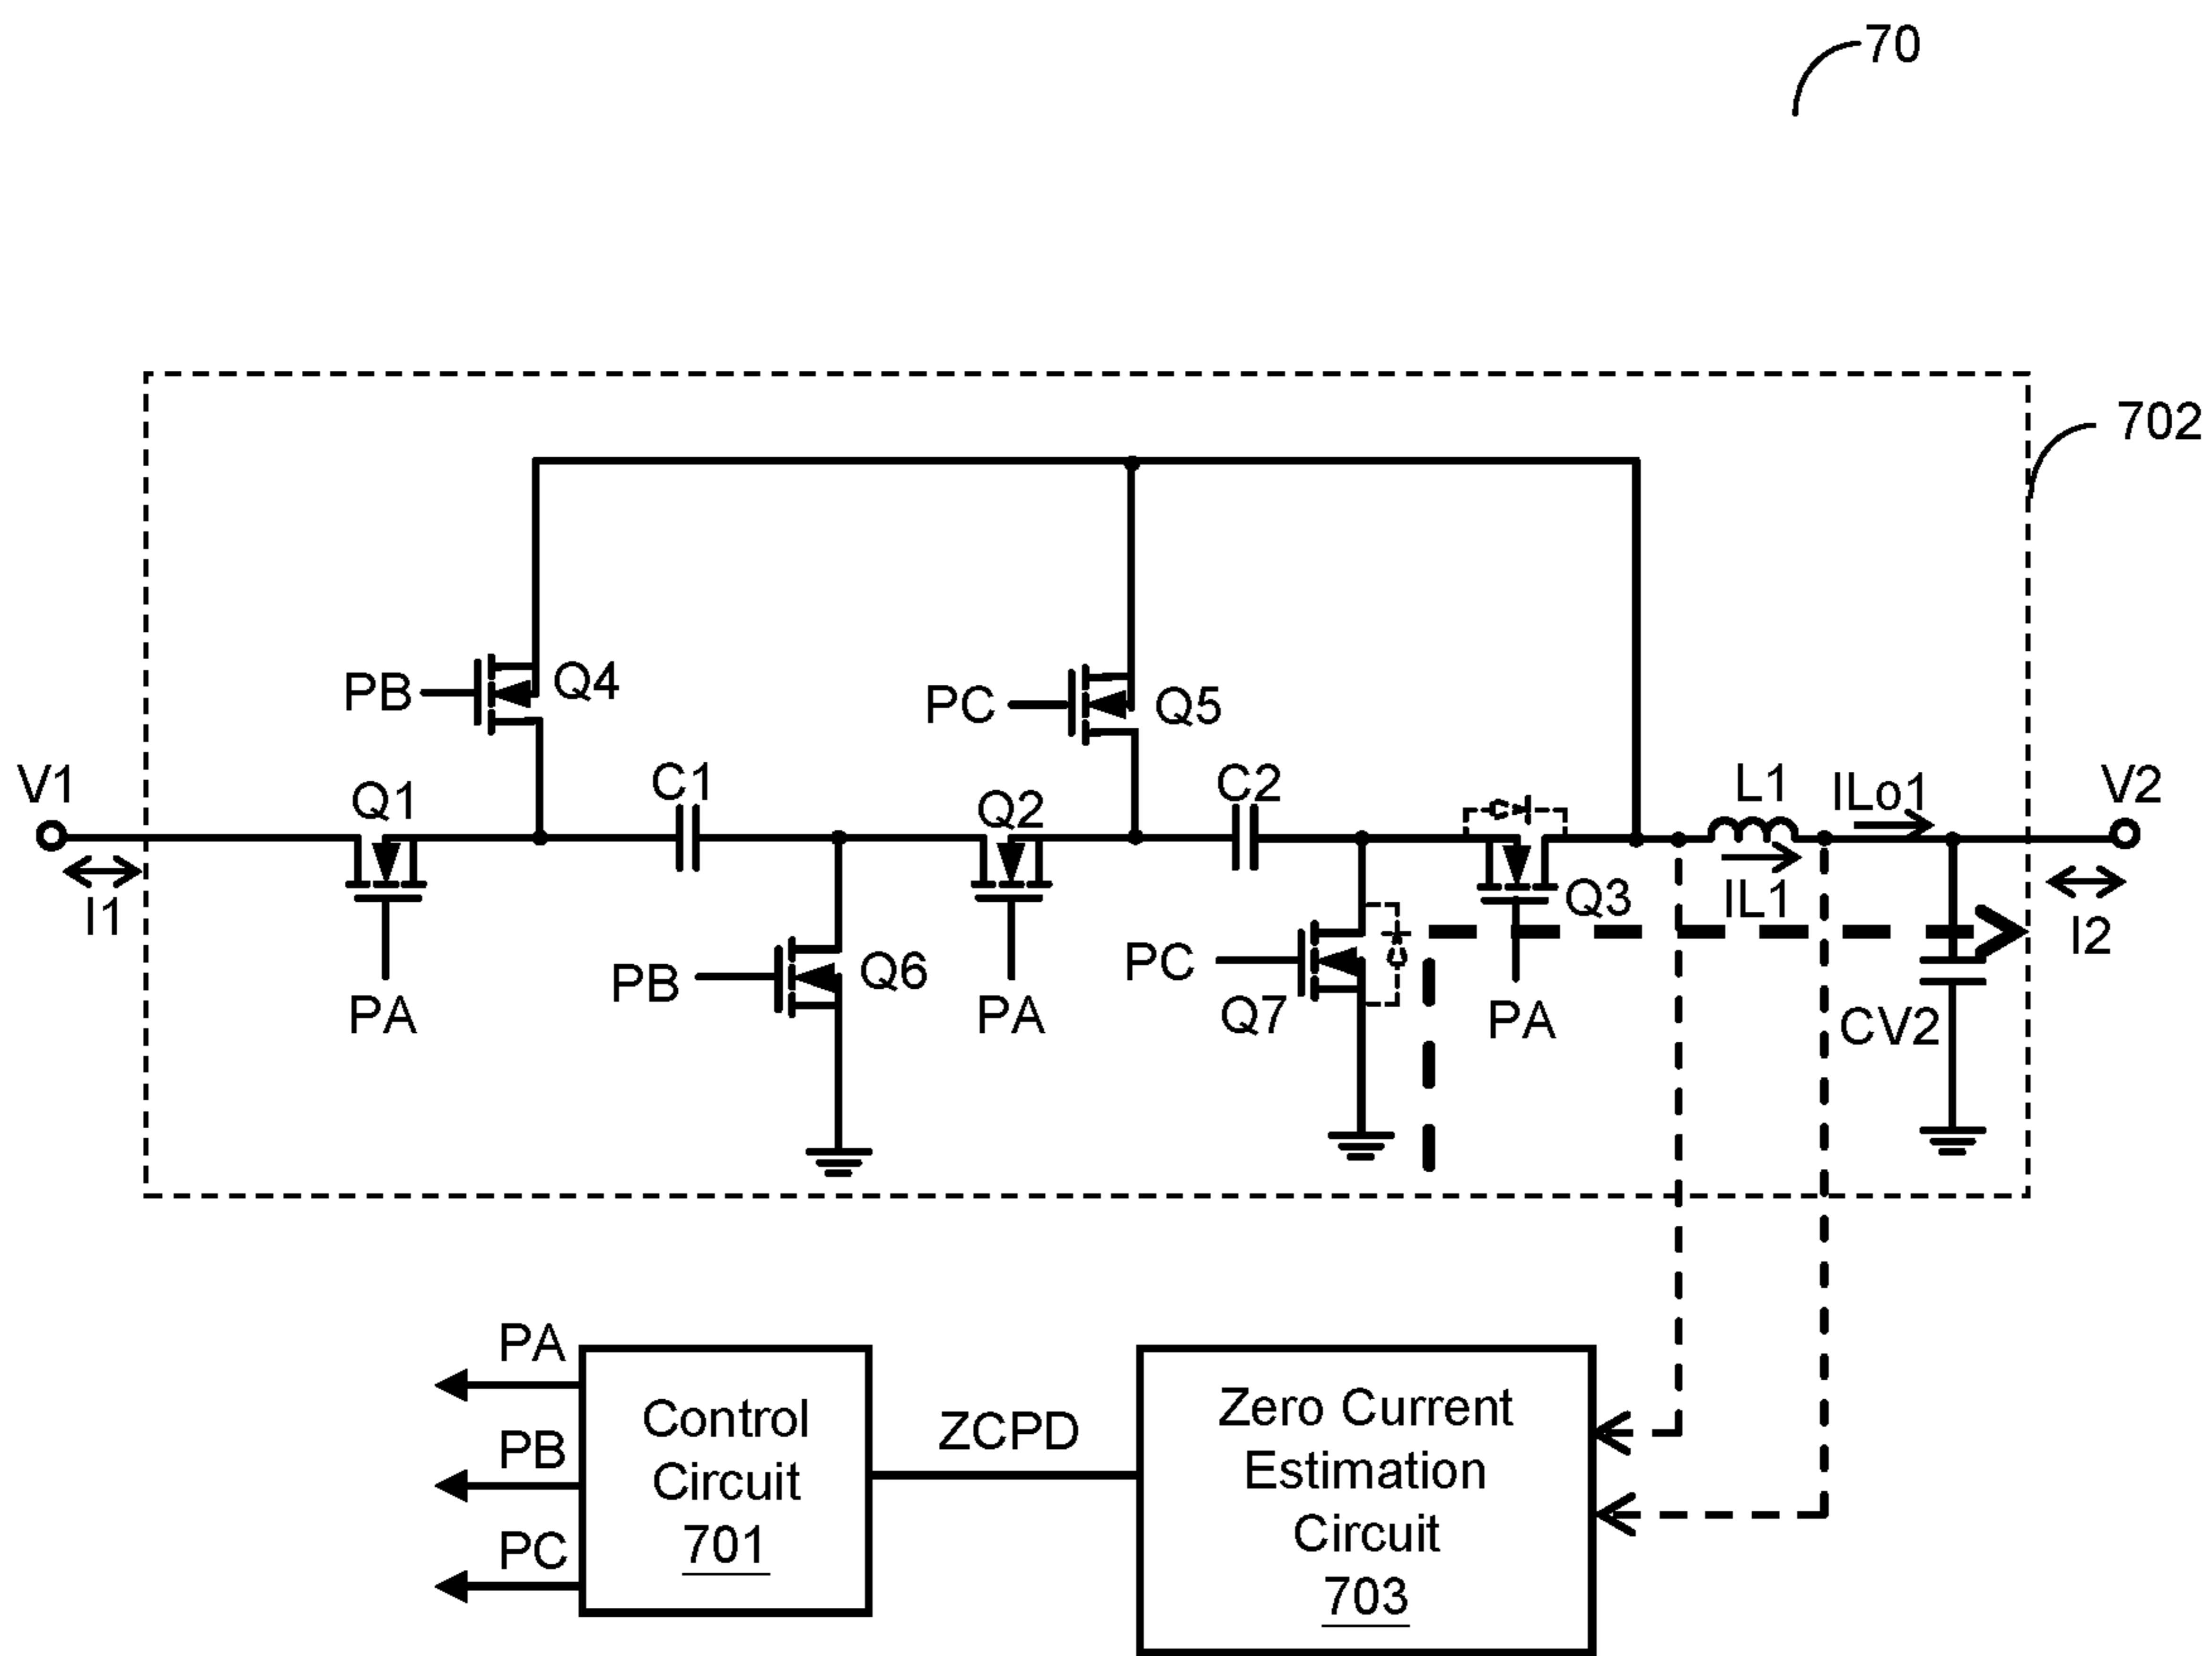 70
702
PB
Q4
PC
Q5
V1
Q1
C1
Q2
C2
L1
ILo1
V2
I1
PA
PB
Q6
PA
PC
Q7
Q3
PA
IL1
I2
CV2
PA
PB
PC
Control
Circuit
701
ZCPD
Zero Current
Estimation
Circuit
703